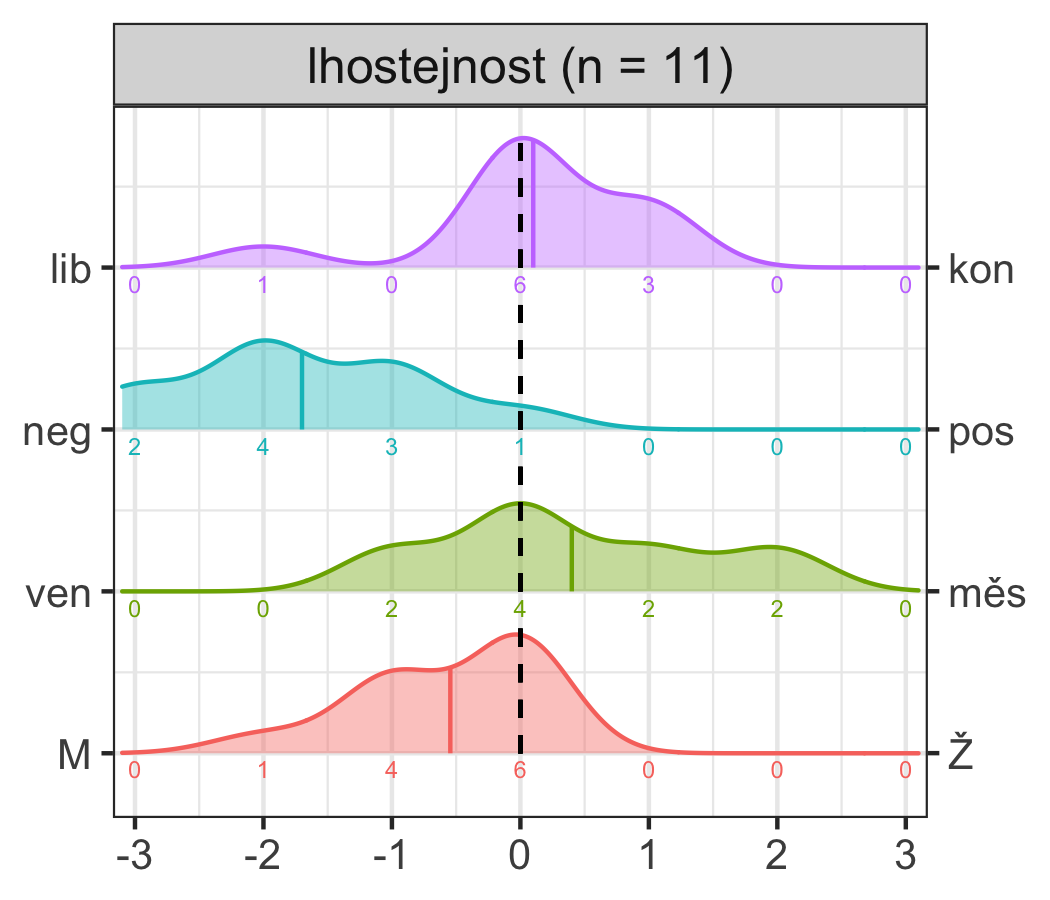 lhostejnost (n = 11)
lib kon
0 1 0 6 3 0 0
neg pos
2 4 3 1 0 0 0
ven měs
0 0 2 4 2 2 0
M Ž
0 1 4 6 0 0 0
-3 -2 -1 0 1 2 3